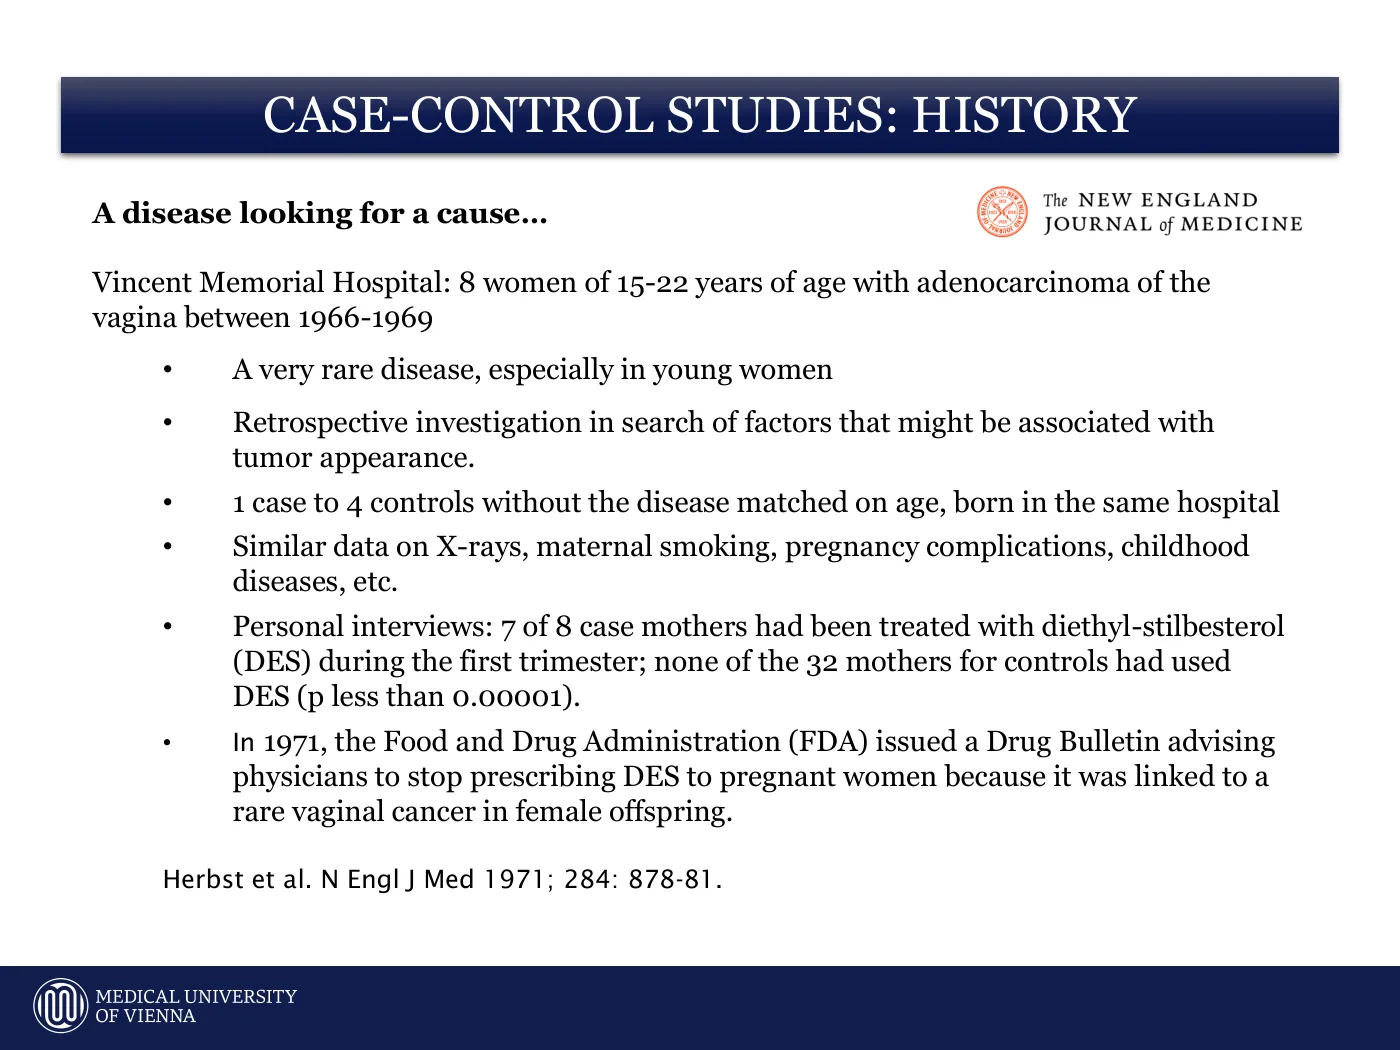 CASE-CONTROL STUDIES: HISTORY
A disease looking for a cause...
The NEW ENGLAND
JOURNAL of MEDICINE
Vincent Memorial Hospital: 8 women of 15-22 years of age with adenocarcinoma of the
vagina between 1966-1969
• A very rare disease, especially in young women
• Retrospective investigation in search of factors that might be associated with
tumor appearance.
• 1 case to 4 controls without the disease matched on age, born in the same hospital
• Similar data on X-rays, maternal smoking, pregnancy complications, childhood
diseases, etc.
• Personal interviews: 7 of 8 case mothers had been treated with diethyl-stilbesterol
(DES) during the first trimester; none of the 32 mothers for controls had used
DES (p less than 0.00001).
• In 1971, the Food and Drug Administration (FDA) issued a Drug Bulletin advising
physicians to stop prescribing DES to pregnant women because it was linked to a
rare vaginal cancer in female offspring.
Herbst et al. N Engl J Med 1971; 284: 878-81.
MEDICAL UNIVERSITY
OF VIENNA